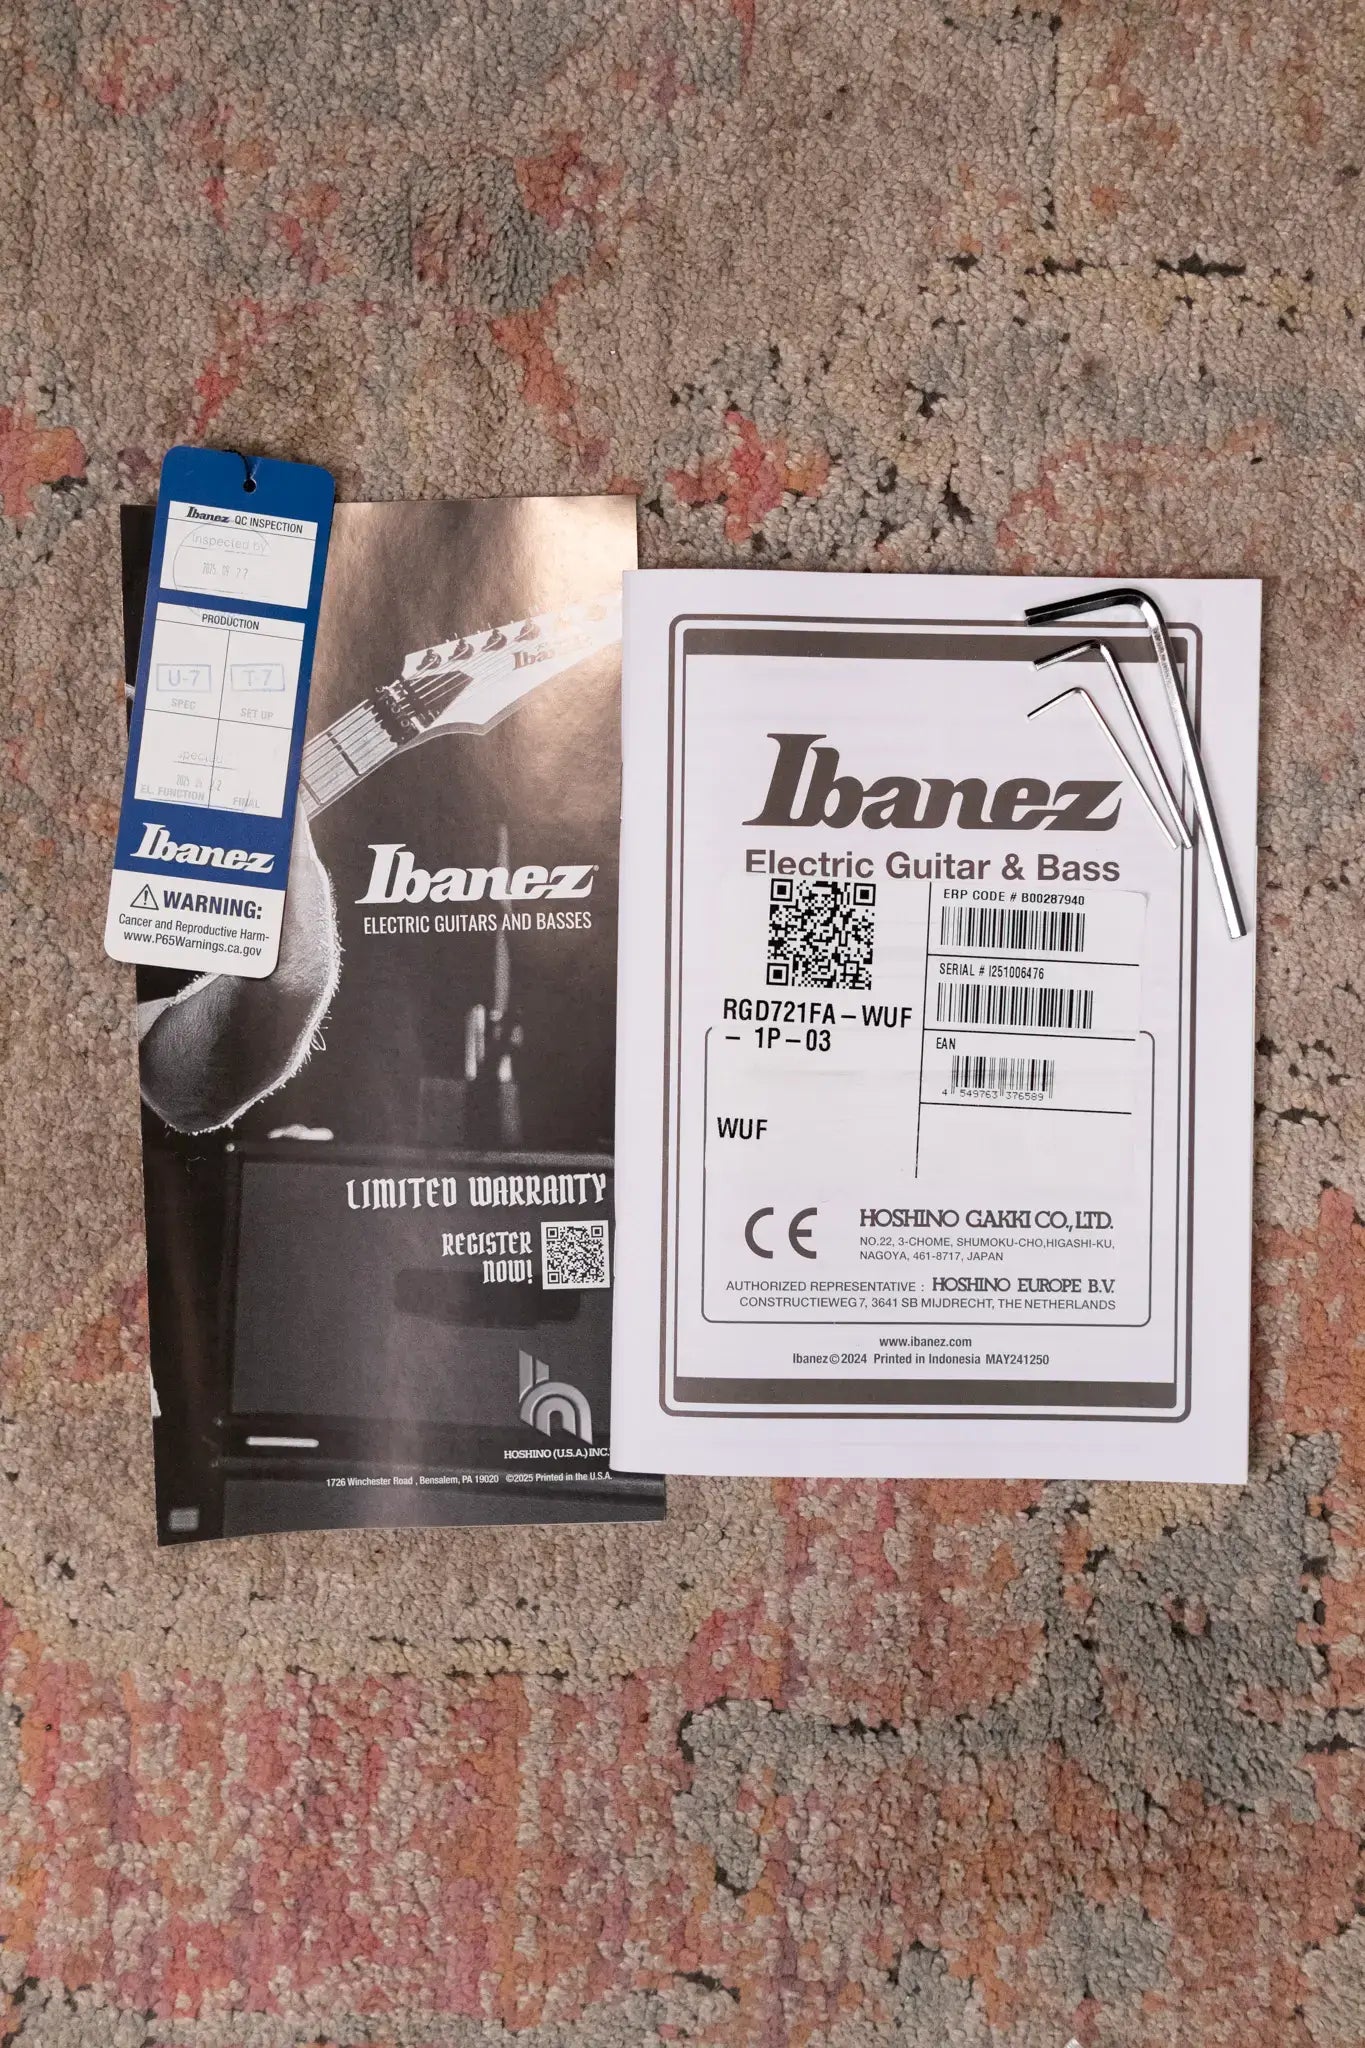 Ibanez QC INSPECTION
Inspected by
PRODUCTION
U-7
T-7
SPEC
SET UP
EL. FUNCTION
FINAL
Ibanez
WARNING:
Cancer and Reproductive Harm-
www.P65Warnings.ca.gov
Ibanez
Ibanez®
ELECTRIC GUITARS AND BASSES
LIMITED WARRANTY
REGISTER
NOW!
HOSHINO (U.S.A.) INC.
1726 Winchester Road , Bensalem, PA 19020 ©2025 Printed in the U.S.A.
Ibanez
Electric Guitar & Bass
ERP CODE # B00287940
SERIAL # I251006476
RGD721FA-WUF
- 1P-03
EAN
4 549763 376589
WUF
CE
HOSHINO GAKKI CO., LTD.
NO.22, 3-CHOME, SHUMOKU-CHO,HIGASHI-KU,
NAGOYA, 461-8717, JAPAN
AUTHORIZED REPRESENTATIVE : HOSHINO EUROPE B.V.
CONSTRUCTIEWEG 7, 3641 SB MIJDRECHT, THE NETHERLANDS
www.ibanez.com
Ibanez©2024 Printed in Indonesia MAY241250